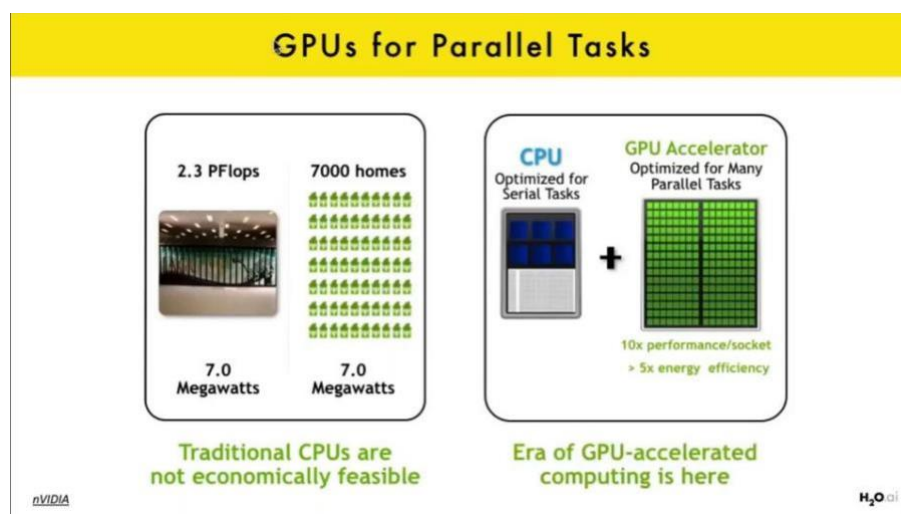 GPUs for Parallel Tasks
2.3 PFlops
7000 homes
7.0
Megawatts
7.0
Megawatts
Traditional CPUs are
not economically feasible
CPU
Optimized for
Serial Tasks
+
GPU Accelerator
Optimized for Many
Parallel Tasks
10x performance/socket
> 5x energy efficiency
Era of GPU-accelerated
computing is here
nVIDIA
H2O.ai